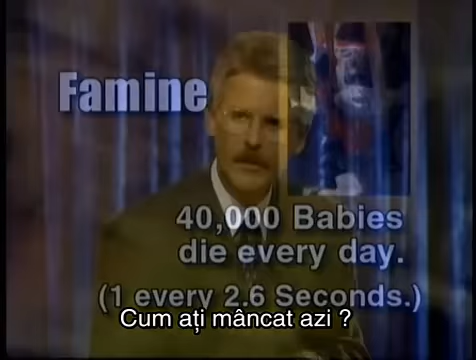 Famine
40,000 Babies
die every day.
(1 every 2.6 Seconds.)
Cum ați mâncat azi ?